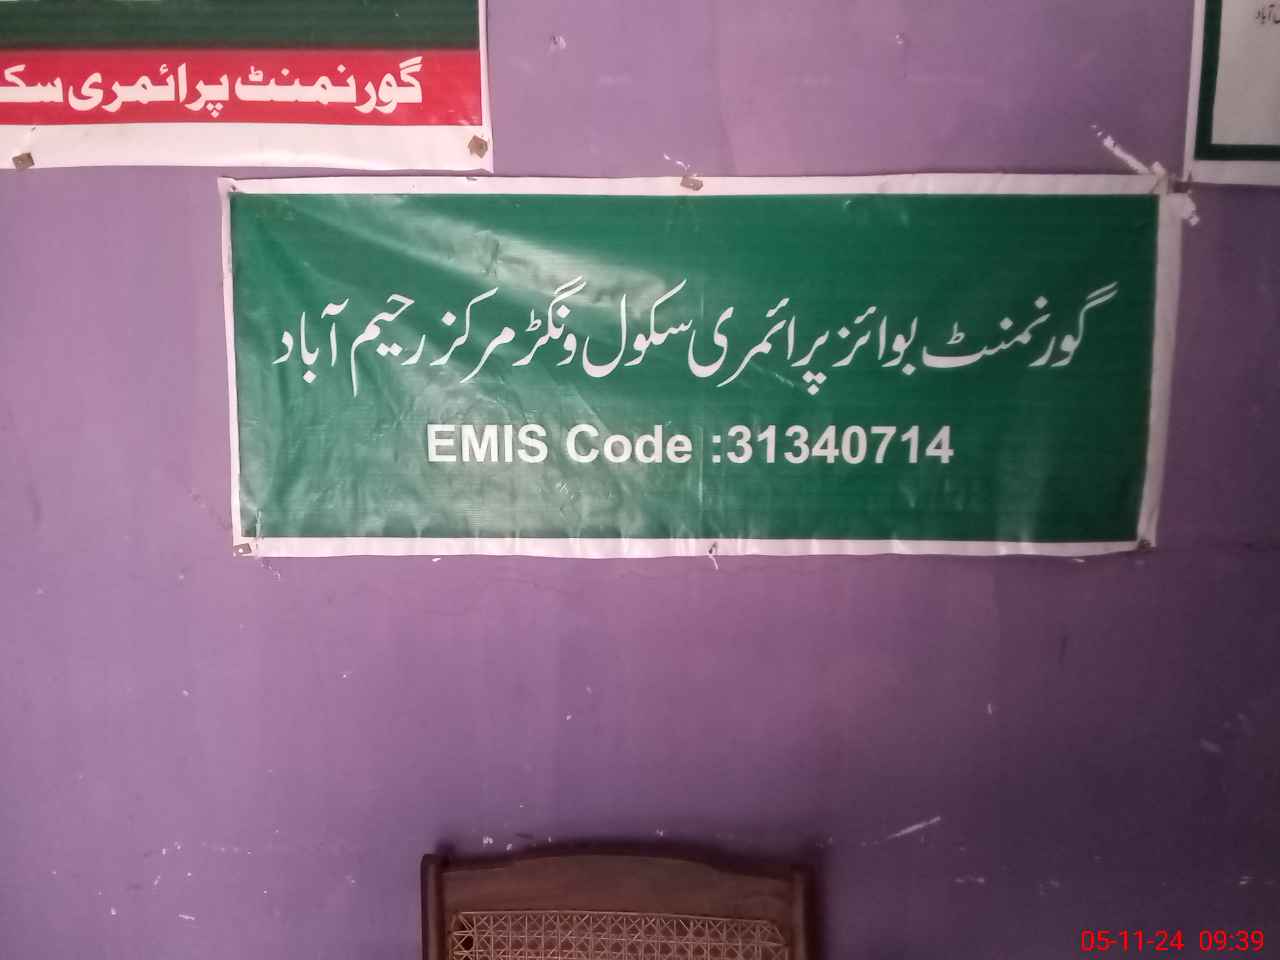 گورنمنٹ پرائمری سک
گورنمنٹ بوائز پرائمری سکول ونگڑ مرکز رحیم آباد
EMIS Code :31340714
05-11-24 09:39